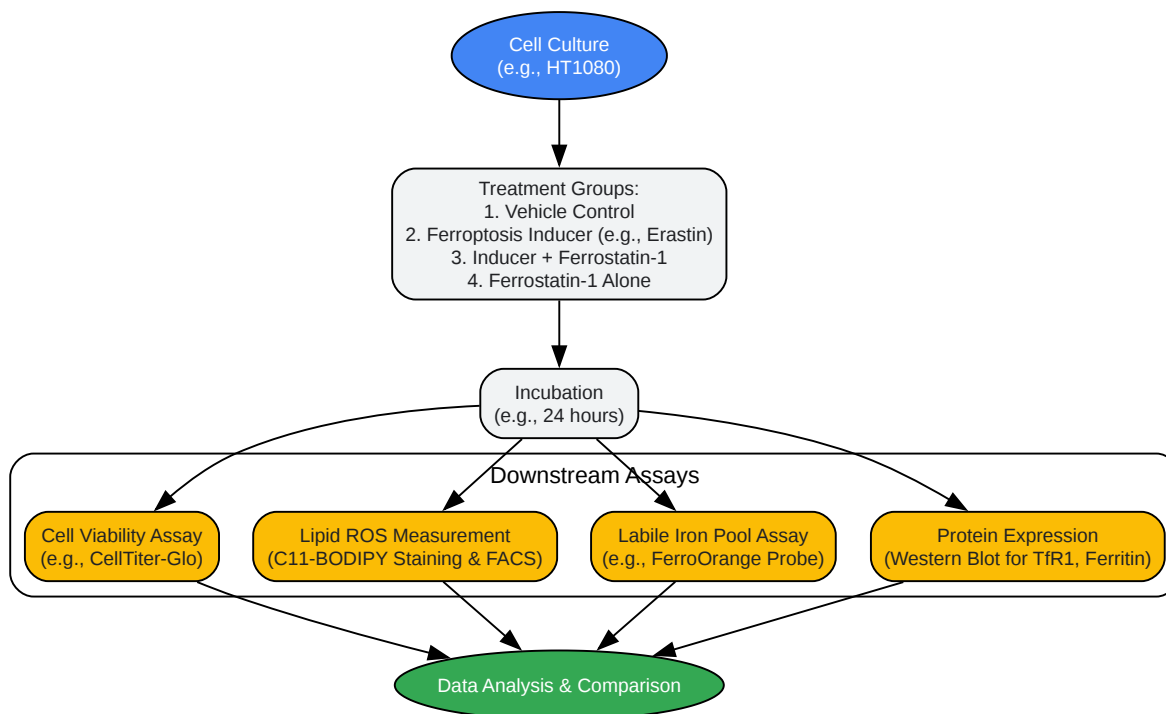 Cell Culture
(e.g., HT1080)
Treatment Groups:
1. Vehicle Control
2. Ferroptosis Inducer (e.g., Erastin)
3. Inducer + Ferrostatin-1
4. Ferrostatin-1 Alone
Incubation
(e.g., 24 hours)
Downstream Assays
Cell Viability Assay
(e.g., CellTiter-Glo)
Lipid ROS Measurement
(C11-BODIPY Staining & FACS)
Labile Iron Pool Assay
(e.g., FerroOrange Probe)
Protein Expression
(Western Blot for TfR1, Ferritin)
Data Analysis & Comparison